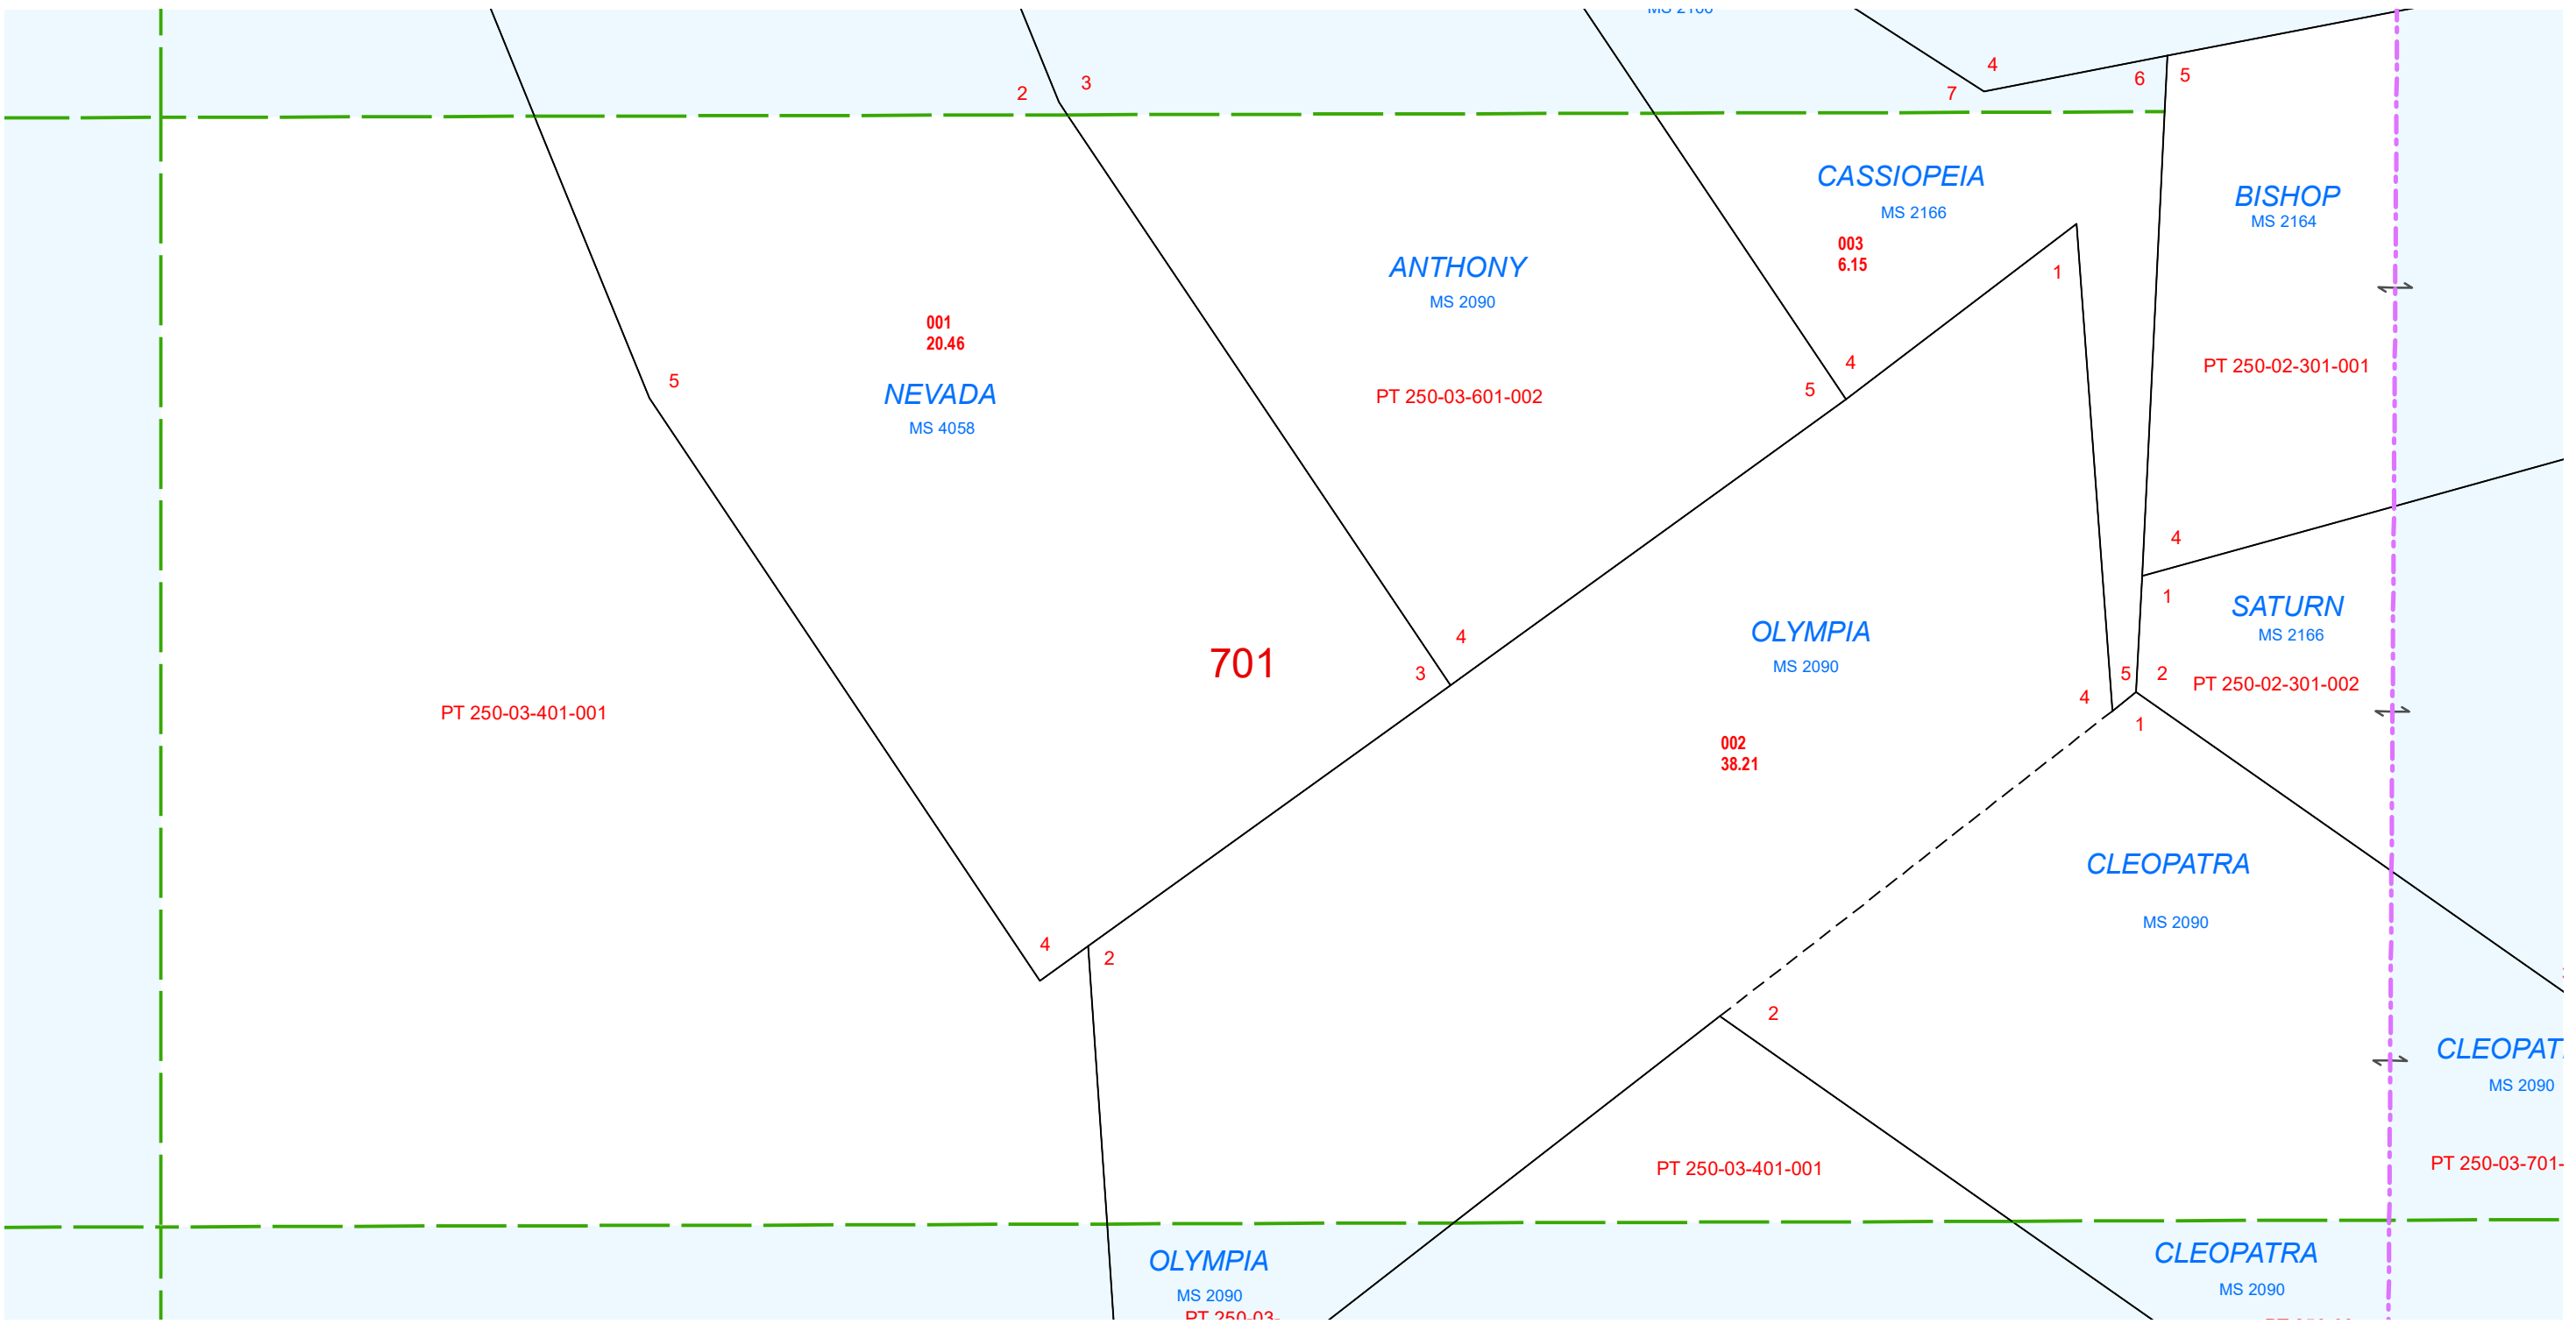 4
3
6
5
2
7
CASSIOPEIA
MS 2166
BISHOP
MS 2164
003
6.15
ANTHONY
MS 2090
1
001
20.46
4
PT 250-02-301-001
5
5
NEVADA
MS 4058
PT 250-03-601-002
4
1
SATURN
MS 2166
OLYMPIA
MS 2090
4
701
3
5
2
PT 250-02-301-002
4
1
PT 250-03-401-001
002
38.21
CLEOPATRA
MS 2090
4
2
2
MS 2090
PT 250-03-401-001
PT 250-03-701-
OLYMPIA
MS 2090
CLEOPATRA
MS 2090
PT 250-03-